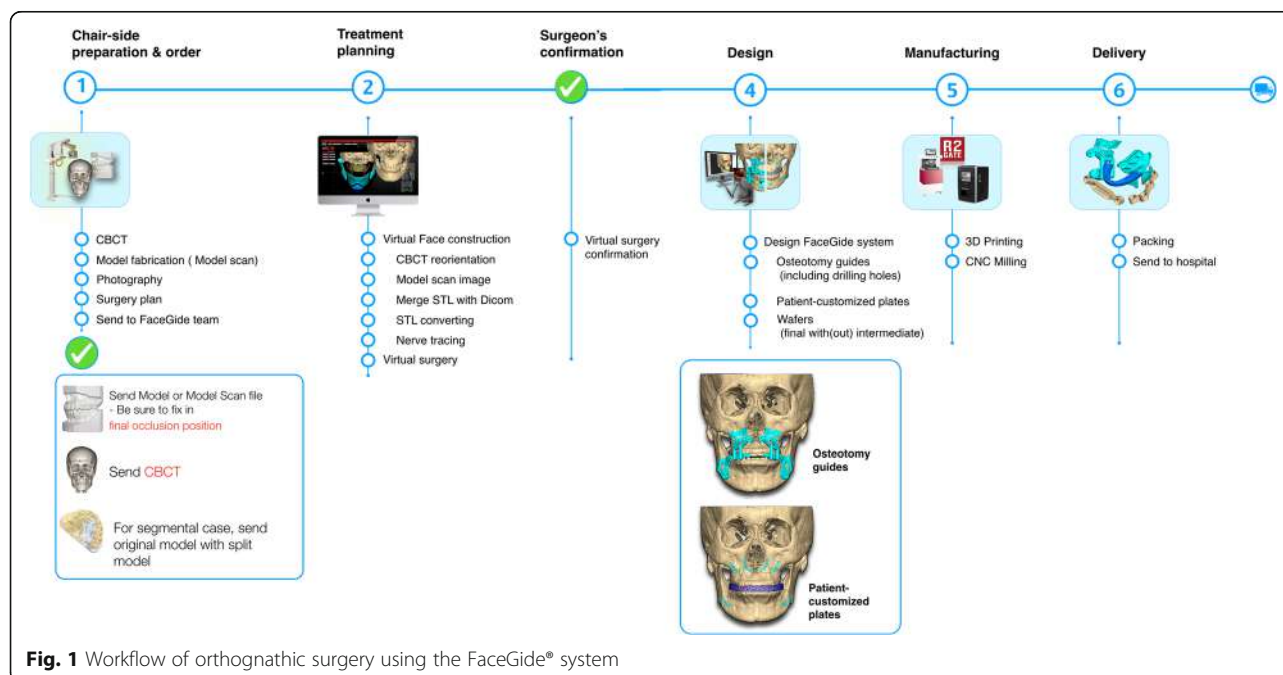 Chair-side
preparation & order
Treatment
planning
Surgeon's
confirmation
Design
Manufacturing
Delivery
1
2
4
5
6
R2
GATE
CBCT
Model fabrication ( Model scan)
Photography
Surgery plan
Send to FaceGide team
Virtual Face construction
CBCT reorientation
Model scan image
Merge STL with Dicom
STL converting
Nerve tracing
Virtual surgery
Virtual surgery
confirmation
Design FaceGide system
Osteotomy guides
(including drilling holes)
Patient-customized plates
Wafers
(final with(out) intermediate)
3D Printing
CNC Milling
Packing
Send to hospital
Send Model or Model Scan file
- Be sure to fix in
final occlusion position
Send CBCT
For segmental case, send
original model with split
model
Osteotomy
guides
Patient-
customized
plates
Fig. 1 Workflow of orthognathic surgery using the FaceGide® system